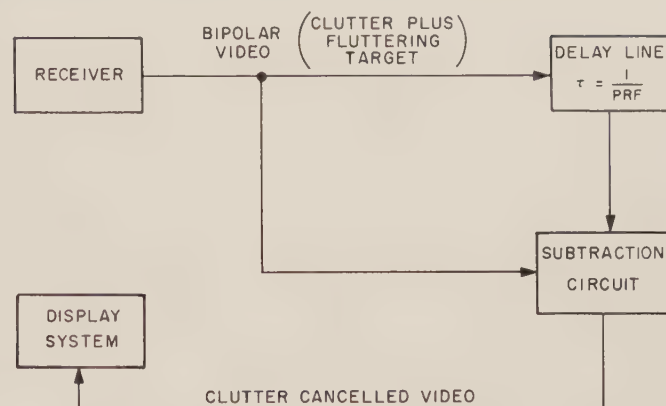 RECEIVER
BIPOLAR
VIDEO
(CLUTTER PLUS
FLUTTERING
TARGET)
DELAY LINE
τ = 1/PRF
SUBTRACTION
CIRCUIT
DISPLAY
SYSTEM
CLUTTER CANCELLED VIDEO